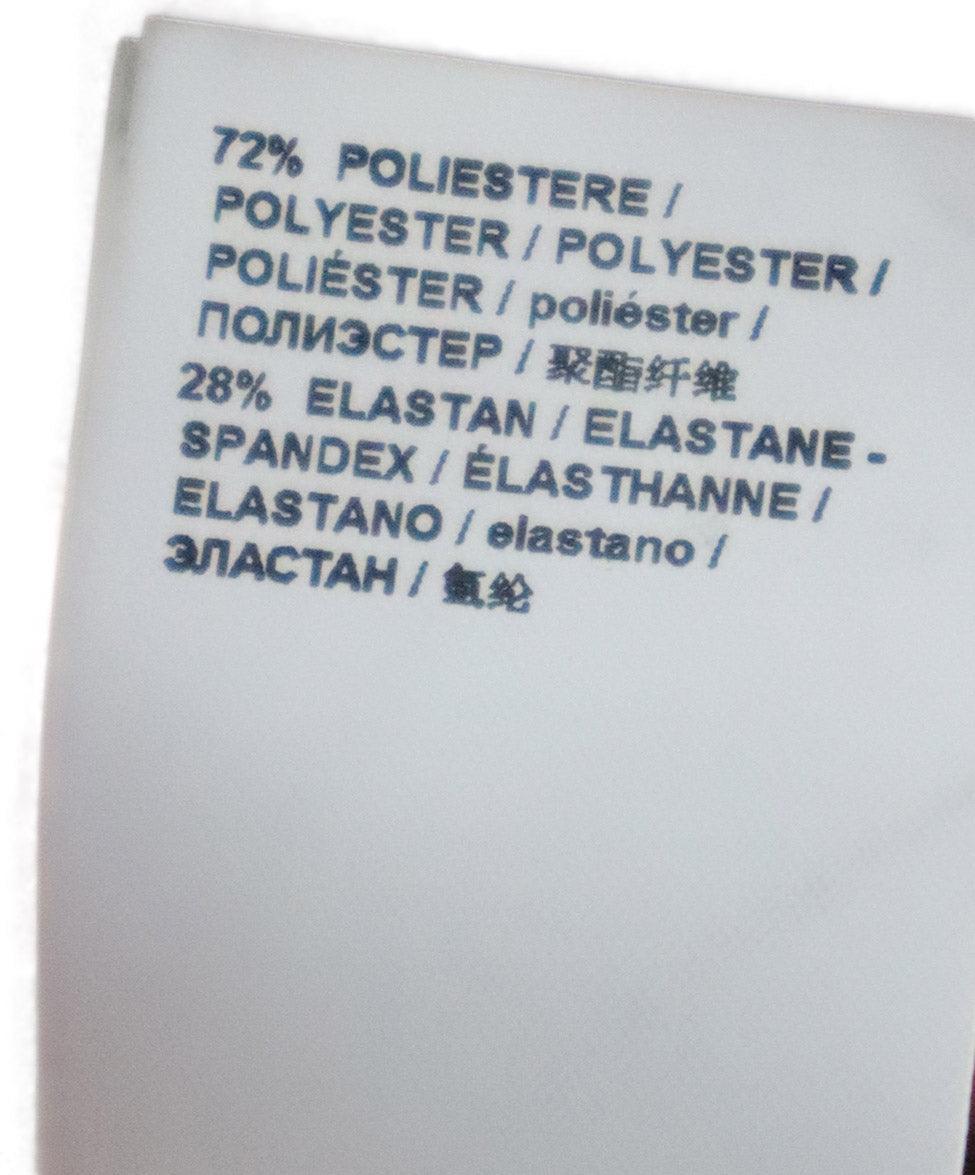 72% POLIESTERE /
POLYESTER / POLYESTER /
POLIÉSTER / poliéster /
ПОЛИЭСТЕР / 聚酯纤维
28% ELASTAN / ELASTANE -
SPANDEX / ÉLASTHANNE /
ELASTANO / elastano /
ЭЛАСТАН / 氨纶